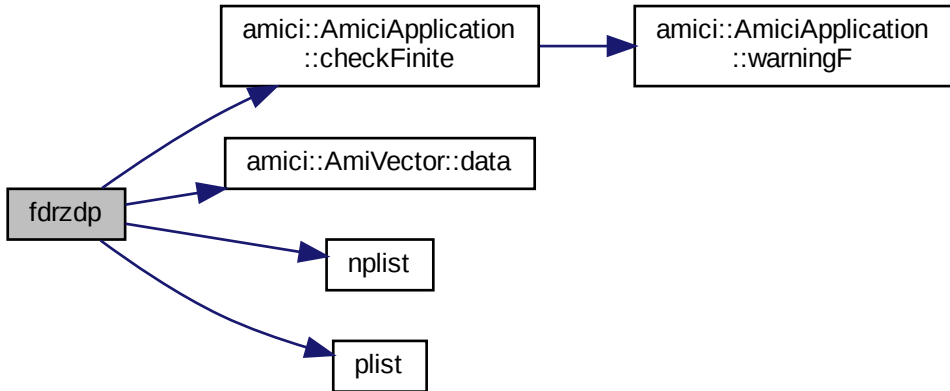 amici::AmiciApplication
::checkFinite
amici::AmiciApplication
::warningF
amici::AmiVector::data
fdrzdp
nplist
plist